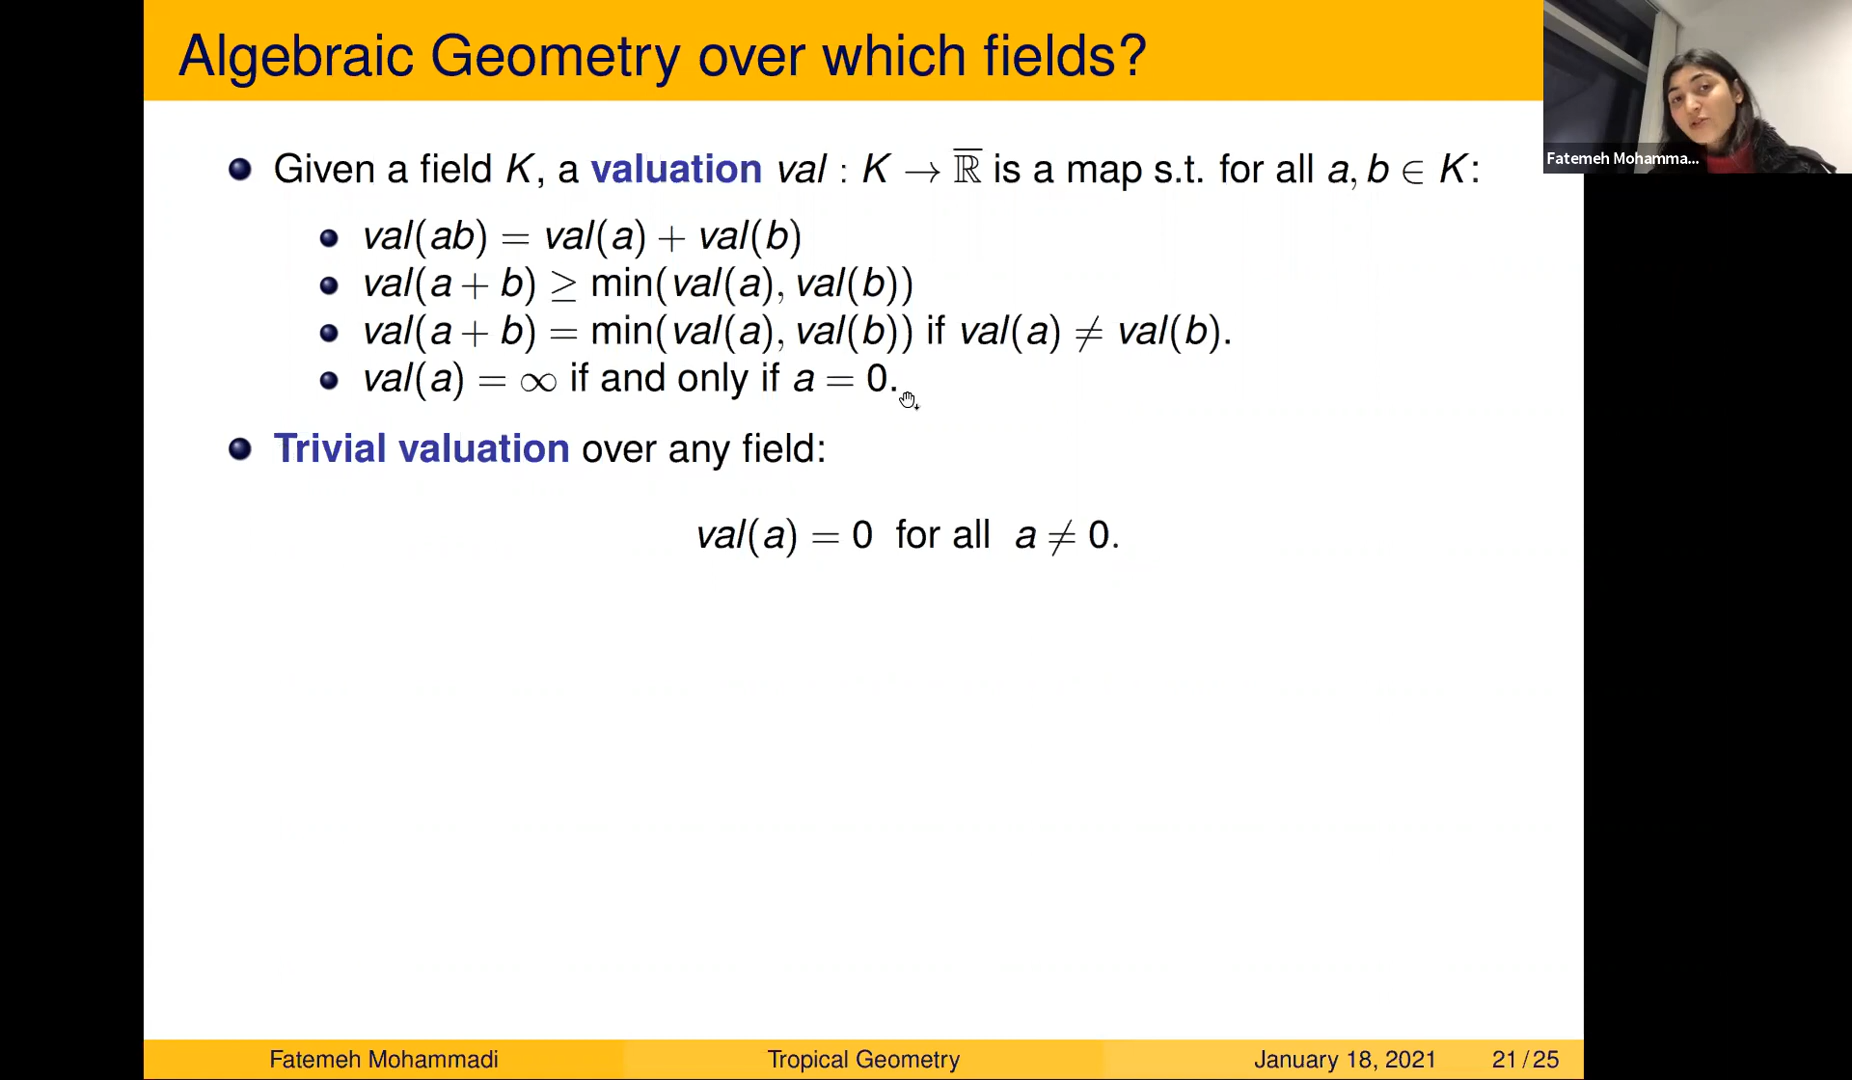 Algebraic Geometry over which fields?
Fatemeh Mohamma...
Given a field K, a valuation val : K → ℝ̅ is a map s.t. for all a, b ∈ K:
val(ab) = val(a) + val(b)
val(a + b) ≥ min(val(a), val(b))
val(a + b) = min(val(a), val(b)) if val(a) ≠ val(b).
val(a) = ∞ if and only if a = 0.
Trivial valuation over any field:
val(a) = 0 for all a ≠ 0.
Fatemeh Mohammadi Tropical Geometry January 18, 2021 21 / 25